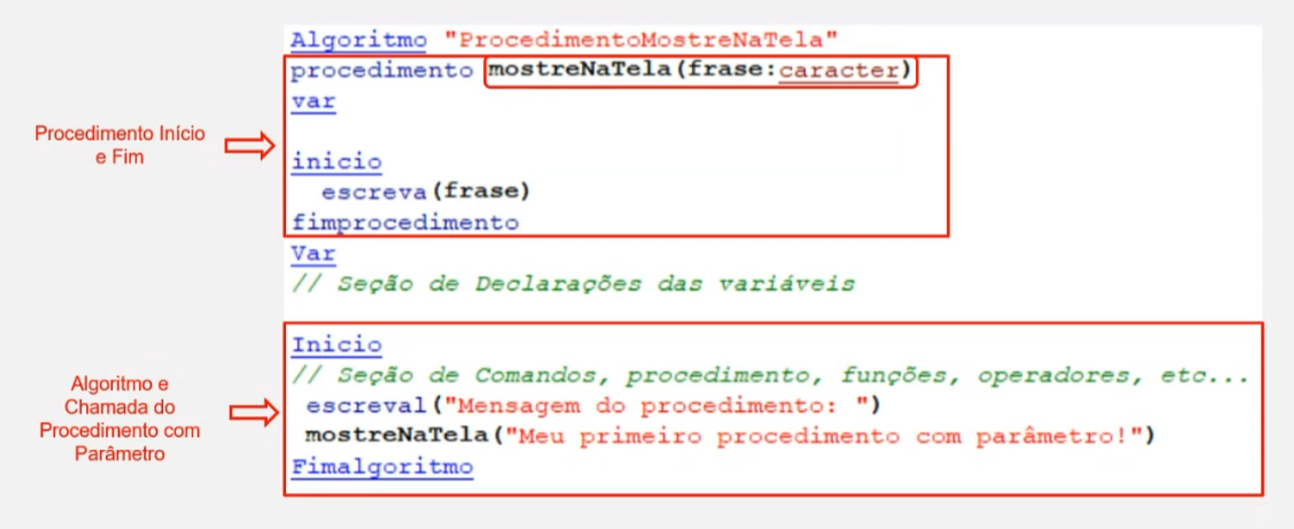 Algoritmo "ProcedimentoMostreNaTela"
procedimento mostreNaTela(frase:caracter)
var
Procedimento Início
e Fim
inicio
escreva(frase)
fimprocedimento
Var
// Seção de Declarações das variáveis
Inicio
// Seção de Comandos, procedimento, funções, operadores, etc...
escreval("Mensagem do procedimento: ")
mostreNaTela("Meu primeiro procedimento com parâmetro!")
Fimalgoritmo
Algoritmo e
Chamada do
Procedimento com
Parâmetro